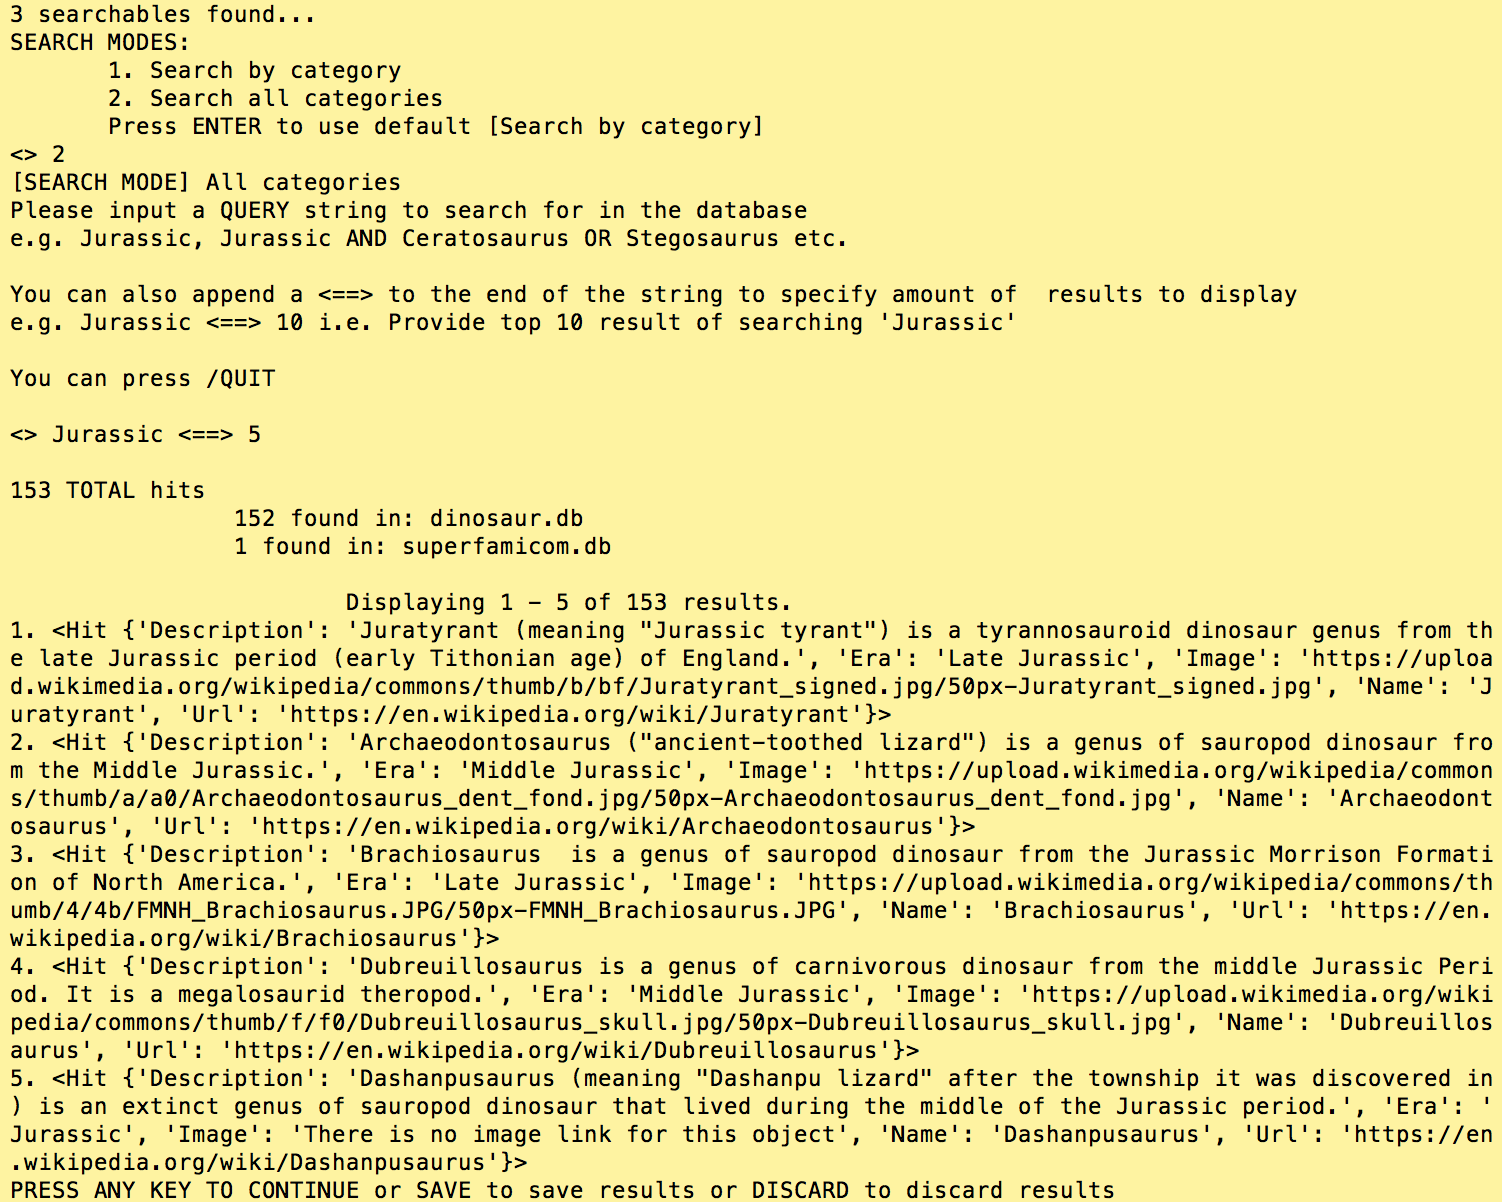 3 searchables found...
SEARCH MODES:
1. Search by category
2. Search all categories
Press ENTER to use default [Search by category]
<> 2
[SEARCH MODE] All categories
Please input a QUERY string to search for in the database
e.g. Jurassic, Jurassic AND Ceratosaurus OR Stegosaurus etc.
You can also append a <==> to the end of the string to specify amount of  results to display
e.g. Jurassic <==> 10 i.e. Provide top 10 result of searching 'Jurassic'
You can press /QUIT
<> Jurassic <==> 5
153 TOTAL hits
152 found in: dinosaur.db
1 found in: superfamicom.db
Displaying 1 - 5 of 153 results.
1. <Hit {'Description': 'Juratyrant (meaning "Jurassic tyrant") is a tyrannosauroid dinosaur genus from th
e late Jurassic period (early Tithonian age) of England.', 'Era': 'Late Jurassic', 'Image': 'https://uploa
d.wikimedia.org/wikipedia/commons/thumb/b/bf/Juratyrant_signed.jpg/50px-Juratyrant_signed.jpg', 'Name': 'J
uratyrant', 'Url': 'https://en.wikipedia.org/wiki/Juratyrant'}>
2. <Hit {'Description': 'Archaeodontosaurus ("ancient-toothed lizard") is a genus of sauropod dinosaur fro
m the Middle Jurassic.', 'Era': 'Middle Jurassic', 'Image': 'https://upload.wikimedia.org/wikipedia/common
s/thumb/a/a0/Archaeodontosaurus_dent_fond.jpg/50px-Archaeodontosaurus_dent_fond.jpg', 'Name': 'Archaeodont
osaurus', 'Url': 'https://en.wikipedia.org/wiki/Archaeodontosaurus'}>
3. <Hit {'Description': 'Brachiosaurus  is a genus of sauropod dinosaur from the Jurassic Morrison Formati
on of North America.', 'Era': 'Late Jurassic', 'Image': 'https://upload.wikimedia.org/wikipedia/commons/th
umb/4/4b/FMNH_Brachiosaurus.JPG/50px-FMNH_Brachiosaurus.JPG', 'Name': 'Brachiosaurus', 'Url': 'https://en.
wikipedia.org/wiki/Brachiosaurus'}>
4. <Hit {'Description': 'Dubreuillosaurus is a genus of carnivorous dinosaur from the middle Jurassic Peri
od. It is a megalosaurid theropod.', 'Era': 'Middle Jurassic', 'Image': 'https://upload.wikimedia.org/wiki
pedia/commons/thumb/f/f0/Dubreuillosaurus_skull.jpg/50px-Dubreuillosaurus_skull.jpg', 'Name': 'Dubreuillos
aurus', 'Url': 'https://en.wikipedia.org/wiki/Dubreuillosaurus'}>
5. <Hit {'Description': 'Dashanpusaurus (meaning "Dashanpu lizard" after the township it was discovered in
) is an extinct genus of sauropod dinosaur that lived during the middle of the Jurassic period.', 'Era': '
Jurassic', 'Image': 'There is no image link for this object', 'Name': 'Dashanpusaurus', 'Url': 'https://en
.wikipedia.org/wiki/Dashanpusaurus'}>
PRESS ANY KEY TO CONTINUE or SAVE to save results or DISCARD to discard results